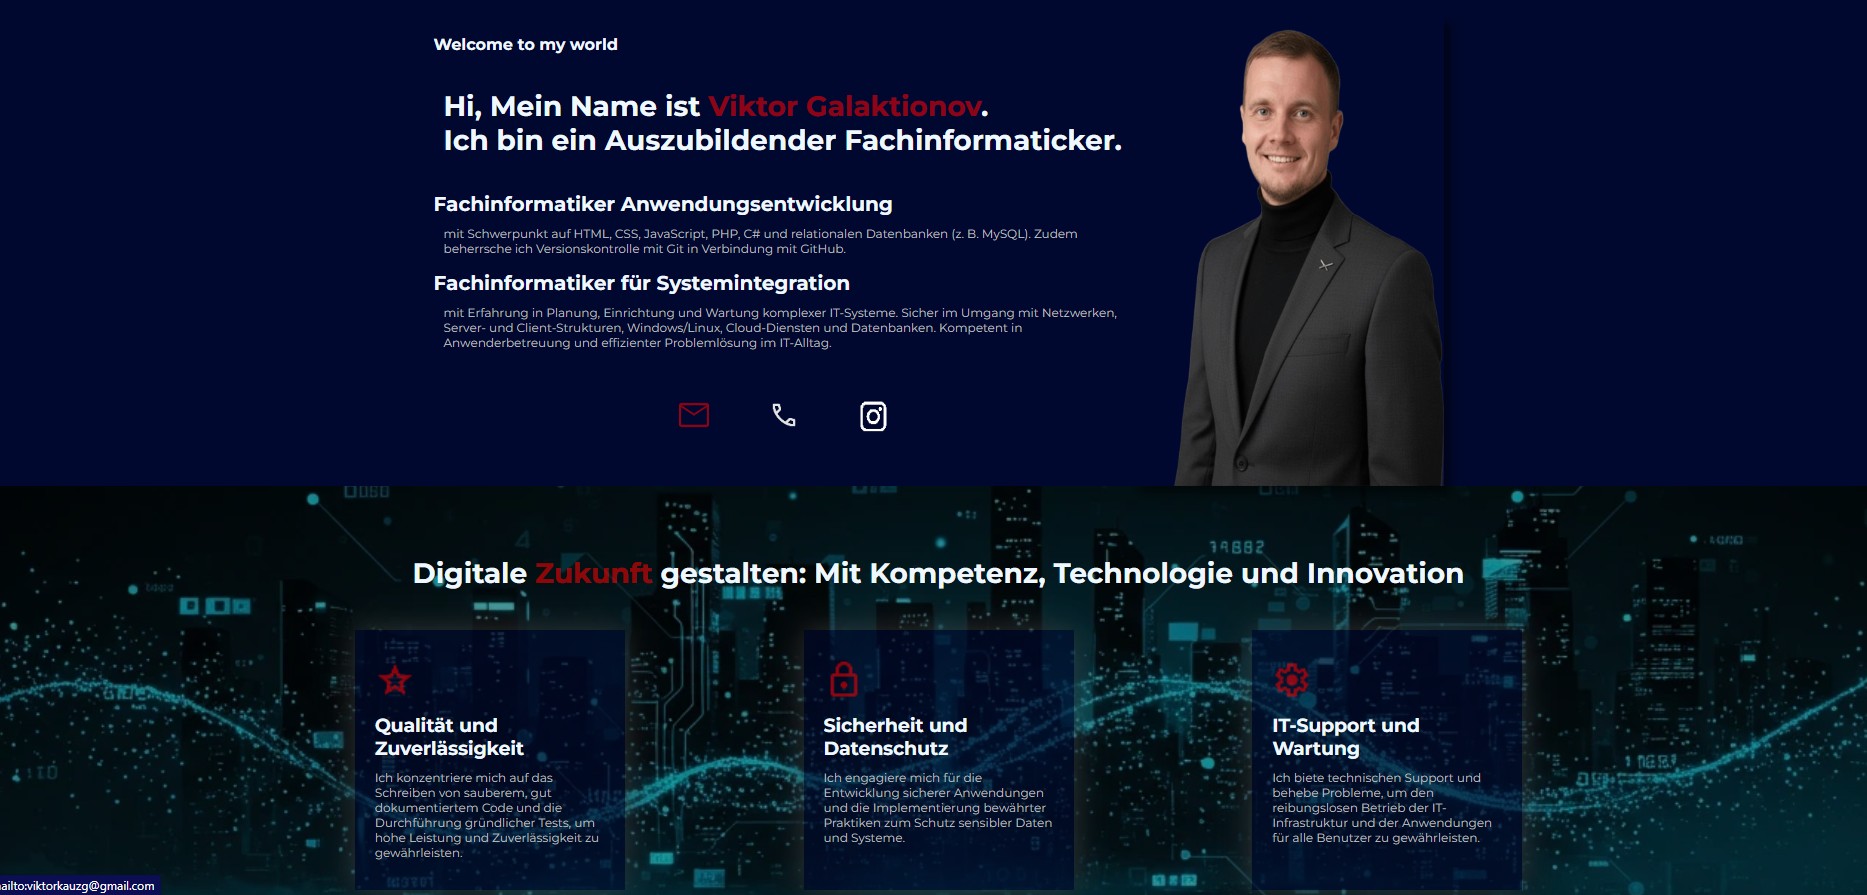 Welcome to my world
Hi, Mein Name ist Viktor Galaktionov.
Ich bin ein Auszubildender Fachinformaticker.
Fachinformatiker Anwendungsentwicklung
mit Schwerpunkt auf HTML, CSS, JavaScript, PHP, C# und relationalen Datenbanken (z. B. MySQL). Zudem
beherrsche ich Versionskontrolle mit Git in Verbindung mit GitHub.
Fachinformatiker für Systemintegration
mit Erfahrung in Planung, Einrichtung und Wartung komplexer IT-Systeme. Sicher im Umgang mit Netzwerken,
Server- und Client-Strukturen, Windows/Linux, Cloud-Diensten und Datenbanken. Kompetent in
Anwenderbetreuung und effizienter Problemlösung im IT-Alltag.
Digitale Zukunft gestalten: Mit Kompetenz, Technologie und Innovation
Qualität und
Zuverlässigkeit
Ich konzentriere mich auf das
Schreiben von sauberem, gut
dokumentiertem Code und die
Durchführung gründlicher Tests, um
hohe Leistung und Zuverlässigkeit zu
gewährleisten.
Sicherheit und
Datenschutz
Ich engagiere mich für die
Entwicklung sicherer Anwendungen
und die Implementierung bewährter
Praktiken zum Schutz sensibler Daten
und Systeme.
IT-Support und
Wartung
Ich biete technischen Support und
behebe Probleme, um den
reibungslosen Betrieb der IT-
Infrastruktur und der Anwendungen
für alle Benutzer zu gewährleisten.
ailto:viktorkauzg@gmail.com